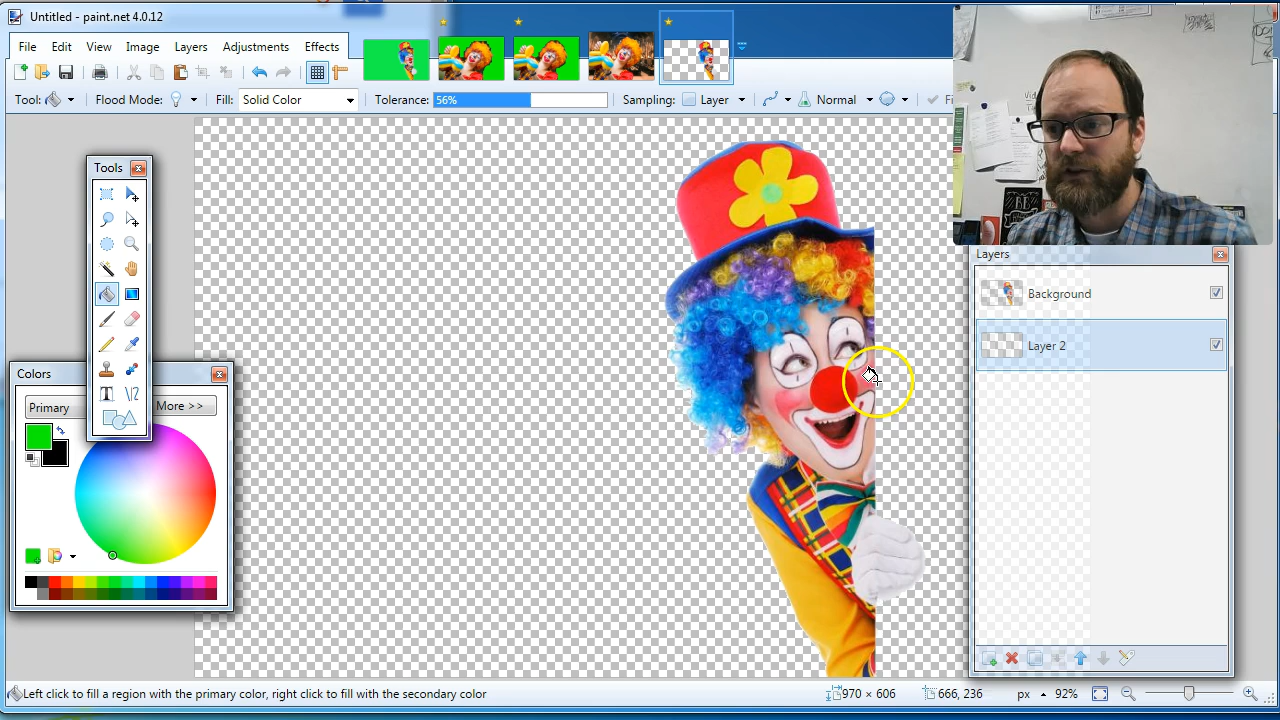 Untitled - paint.net 4.0.12
File Edit View Image Layers Adjustments Effects
Tool: Flood Mode: Fill: Solid Color Tolerance: 56% Sampling: Layer Normal
Tools
Layers
Background
Layer 2
Colors
Primary More >>
Left click to fill a region with the primary color, right click to fill with the secondary color 970 × 606 666, 236 px 92%